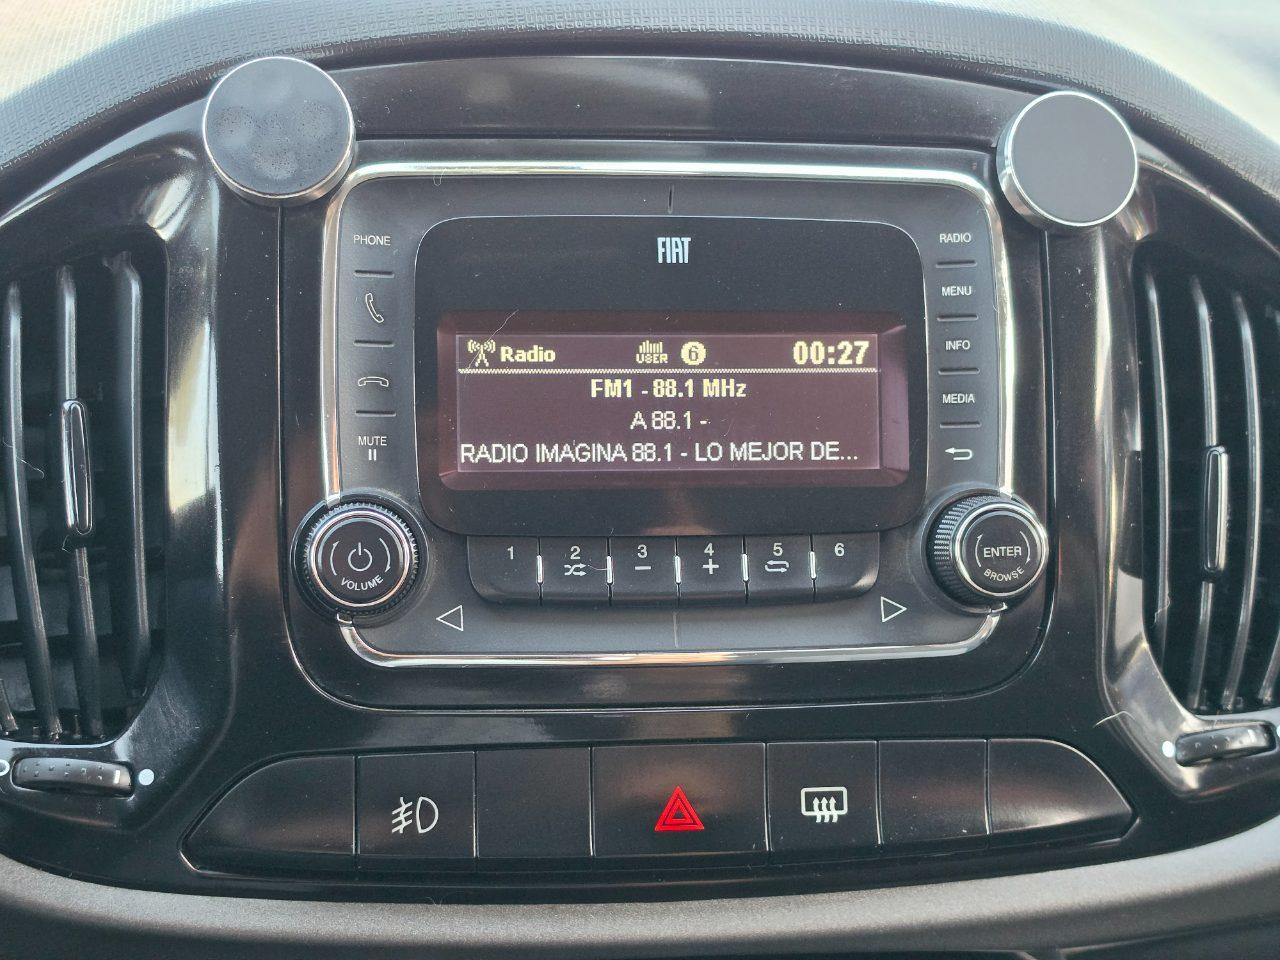 FIAT
PHONE
RADIO
MENU
INFO
MEDIA
MUTE
Radio USER 6 00:27
FM1 - 88.1 MHz
A 88.1 -
RADIO IMAGINA 88.1 - LO MEJOR DE...
1 2 3 4 5 6
VOLUME
ENTER
BROWSE